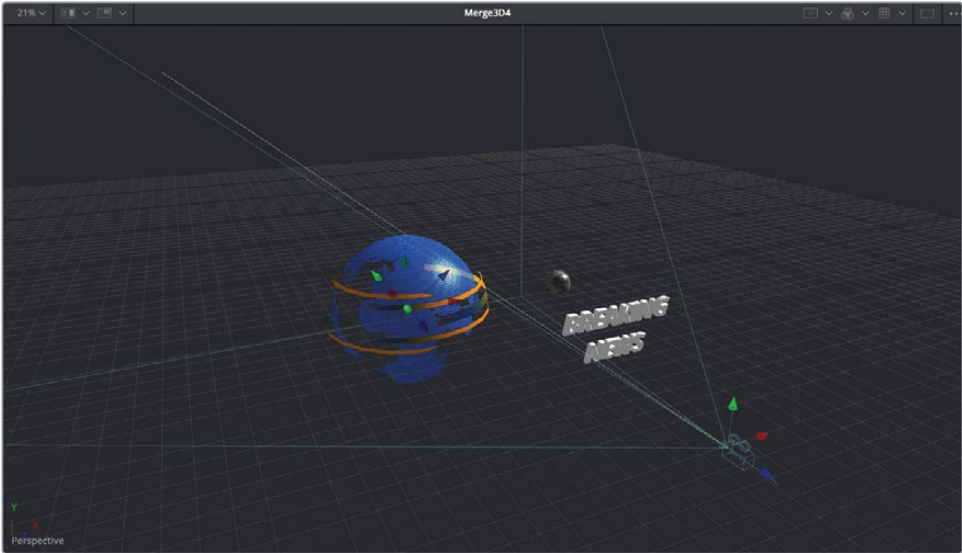 21%
Merge3D4
BREAKING
NEWS
Y
X
Perspective